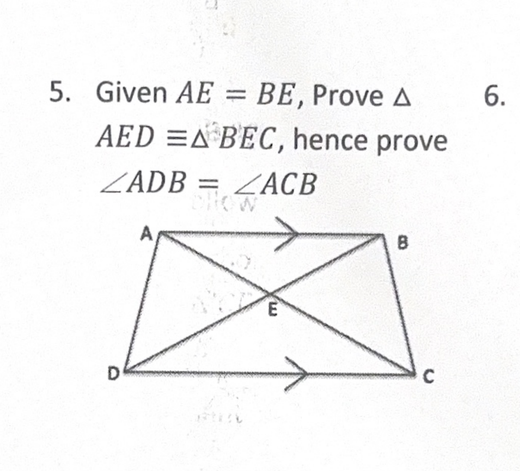 5. Given AE = BE, Prove △
AED ≡△ BEC, hence prove
∠ADB = ∠ACB
6.
A
B
E
D
C